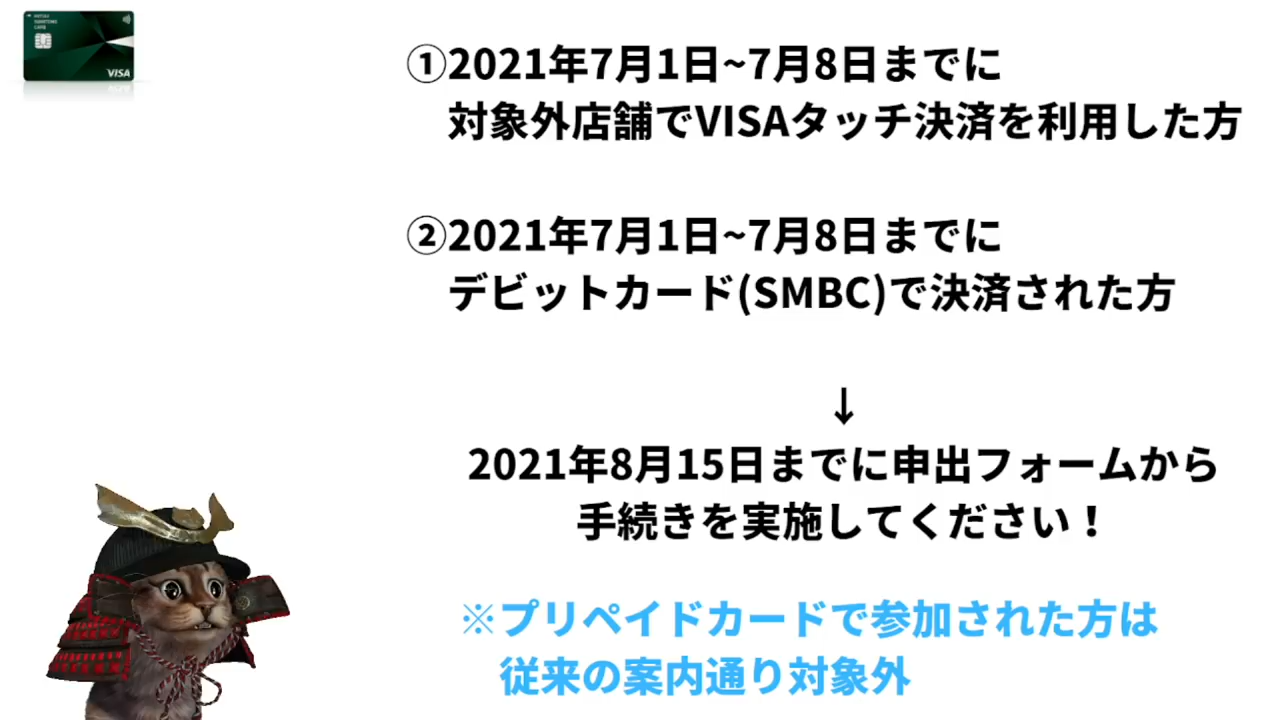 MITSUI
SUMITOMO
CARD
VISA
①2021年7月1日~7月8日までに
対象外店舗でVISAタッチ決済を利用した方
②2021年7月1日~7月8日までに
デビットカード(SMBC)で決済された方
↓
2021年8月15日までに申出フォームから
手続きを実施してください！
※プリペイドカードで参加された方は
従来の案内通り対象外